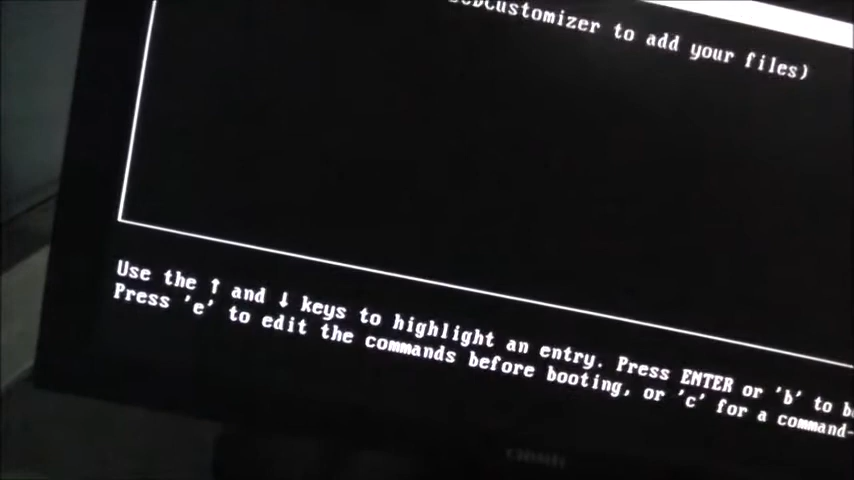 Customizer to add your files)
Use the ↑ and ↓ keys to highlight an entry. Press ENTER or 'b' to b
Press 'e' to edit the commands before booting, or 'c' for a command-